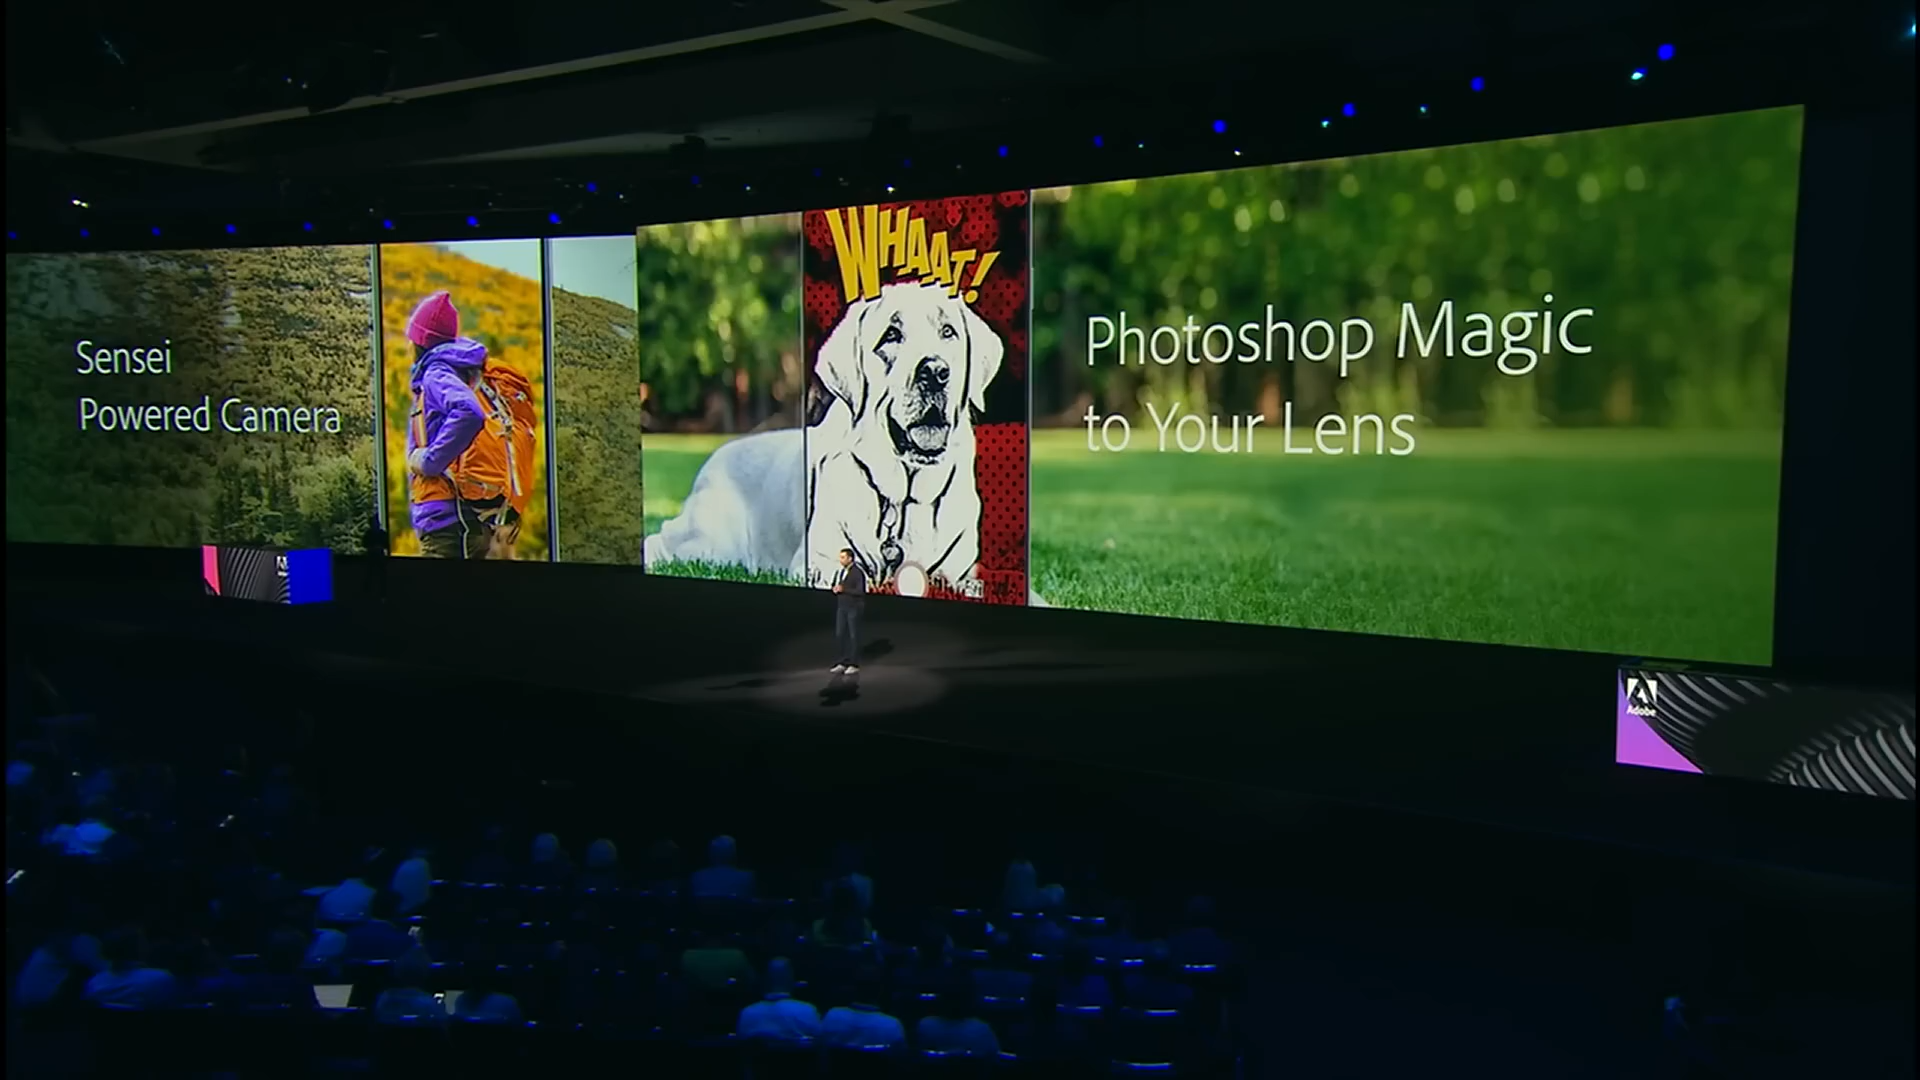 WHAAT!
Sensei
Powered Camera
Photoshop Magic
to Your Lens
Adobe